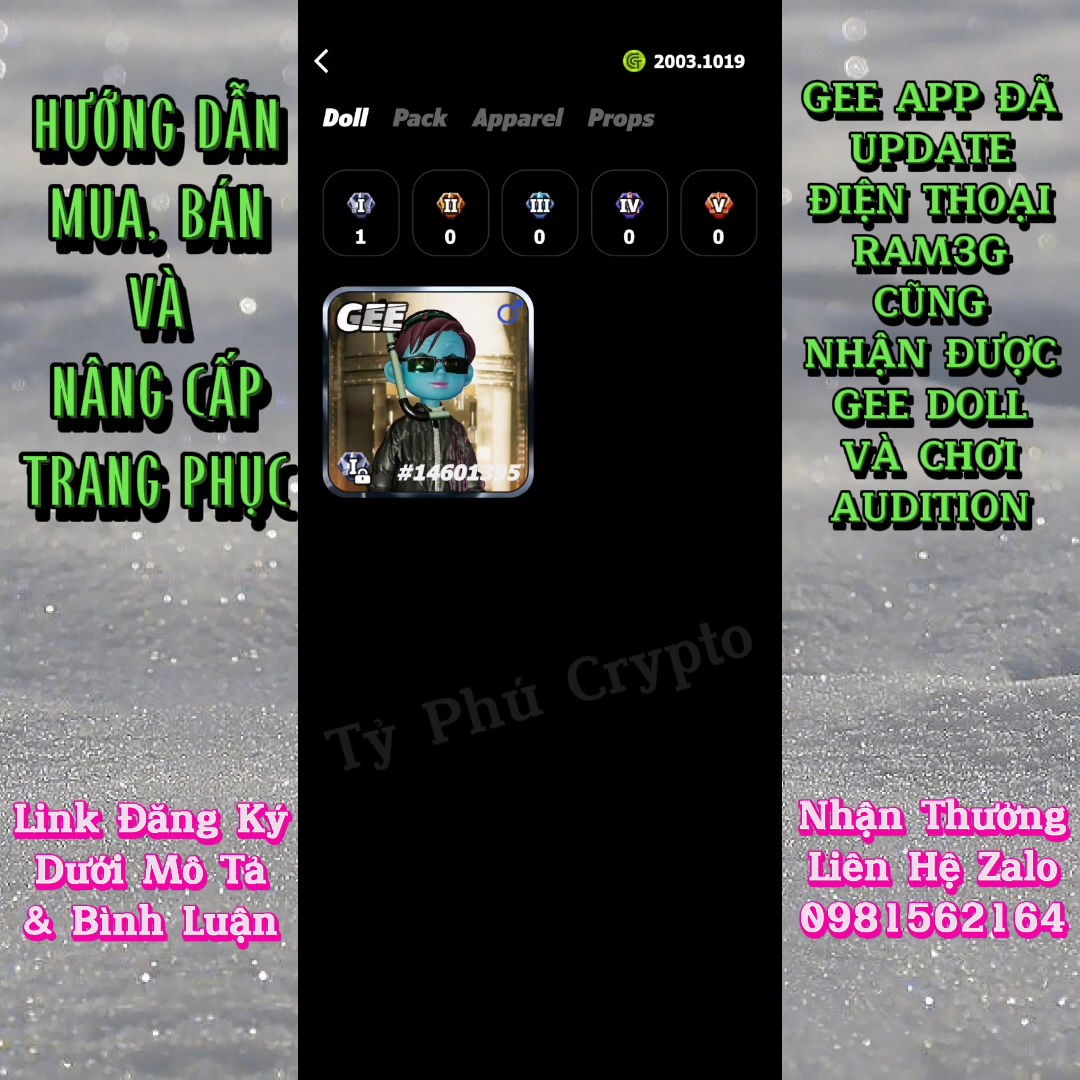 HƯỚNG DẪN
MUA, BÁN
VÀ
NÂNG CẤP
TRANG PHỤC
2003.1019
Doll Pack Apparel Props
I II III IV V
1 0 0 0 0
GEE
I #14601395
Tỷ Phú Crypto
GEE APP ĐÃ
UPDATE
ĐIỆN THOẠI
RAM3G
CŨNG
NHẬN ĐƯỢC
GEE DOLL
VÀ CHƠI
AUDITION
Link Đăng Ký
Dưới Mô Tả
& Bình Luận
Nhận Thưởng
Liên Hệ Zalo
0981562164